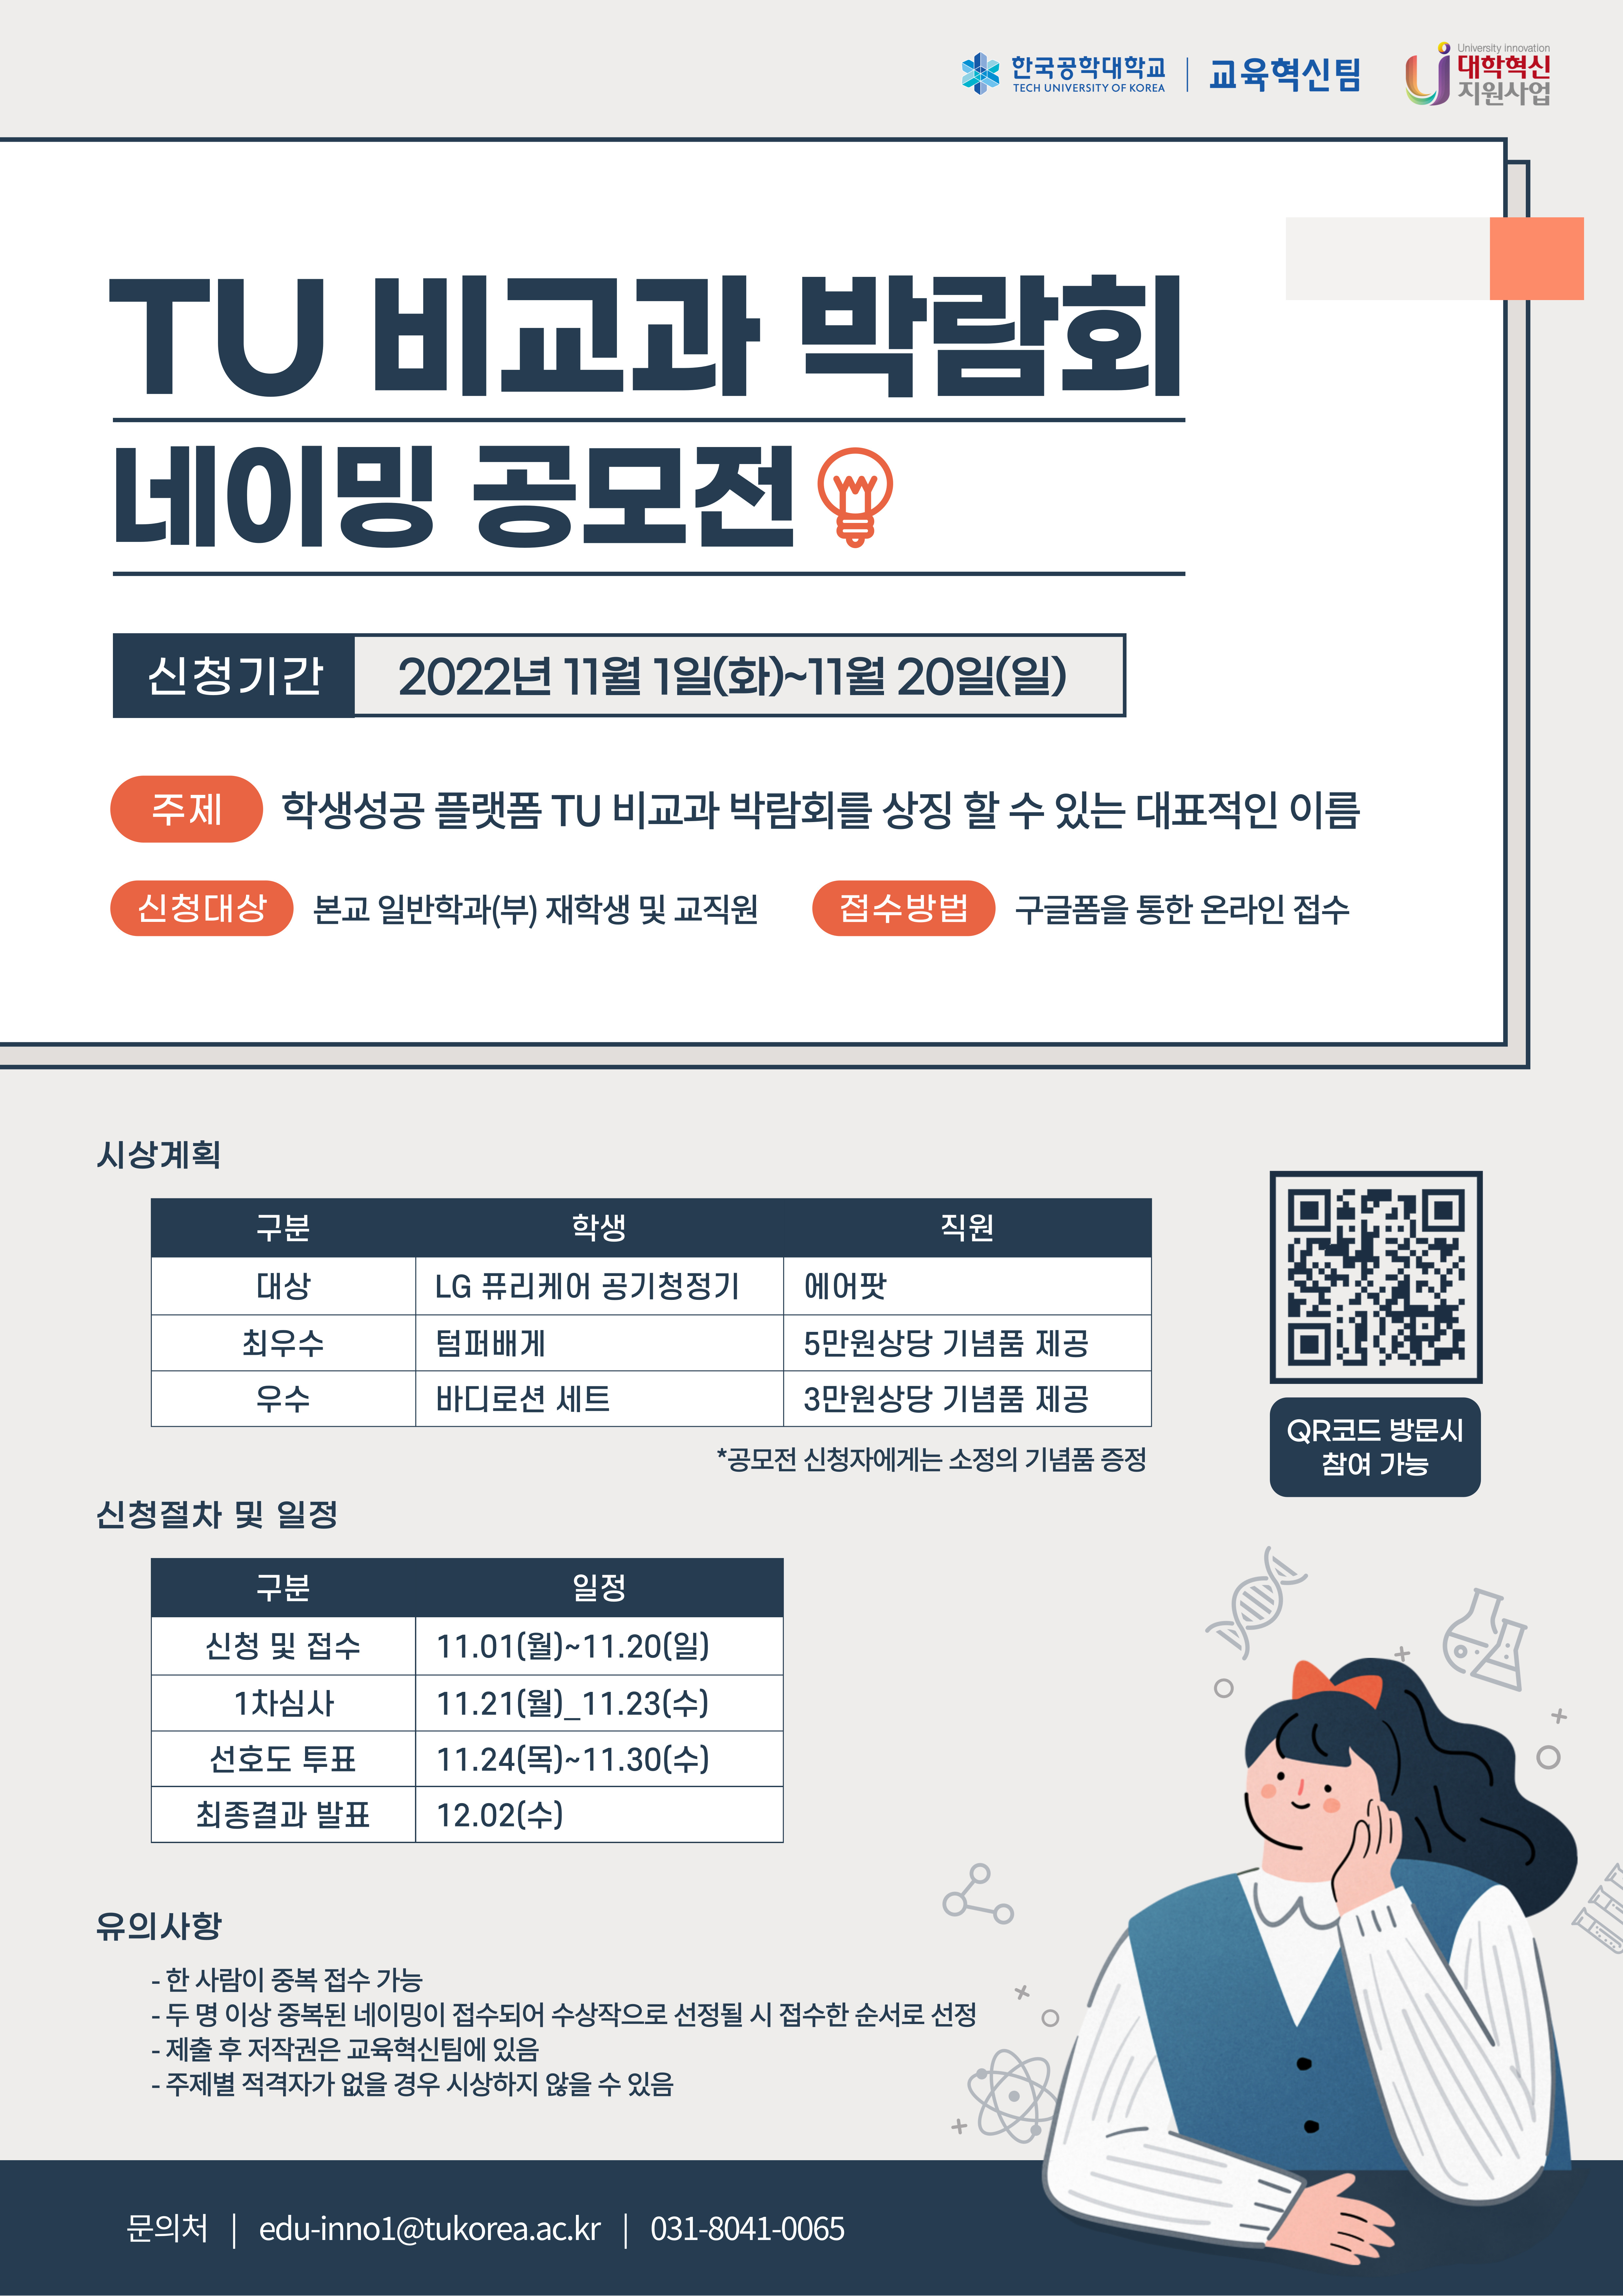 한국공학대학교
TECH UNIVERSITY OF KOREA
교육혁신팀
University Innovation
대학혁신
지원사업
TU 비교과 박람회
네이밍 공모전
신청기간 2022년 11월 1일(화)~11월 20일(일)
주제 학생성공 플랫폼 TU 비교과 박람회를 상징 할 수 있는 대표적인 이름
신청대상 본교 일반학과(부) 재학생 및 교직원 접수방법 구글폼을 통한 온라인 접수
시상계획
구분 학생 직원
대상 LG 퓨리케어 공기청정기 에어팟
최우수 텀퍼배게 5만원상당 기념품 제공
우수 바디로션 세트 3만원상당 기념품 제공
*공모전 신청자에게는 소정의 기념품 증정
QR코드 방문시
참여 가능
신청절차 및 일정
구분 일정
신청 및 접수 11.01(월)~11.20(일)
1차심사 11.21(월)_11.23(수)
선호도 투표 11.24(목)~11.30(수)
최종결과 발표 12.02(수)
유의사항
- 한 사람이 중복 접수 가능
- 두 명 이상 중복된 네이밍이 접수되어 수상작으로 선정될 시 접수한 순서로 선정
- 제출 후 저작권은 교육혁신팀에 있음
- 주제별 적격자가 없을 경우 시상하지 않을 수 있음
문의처 | edu-inno1@tukorea.ac.kr | 031-8041-0065